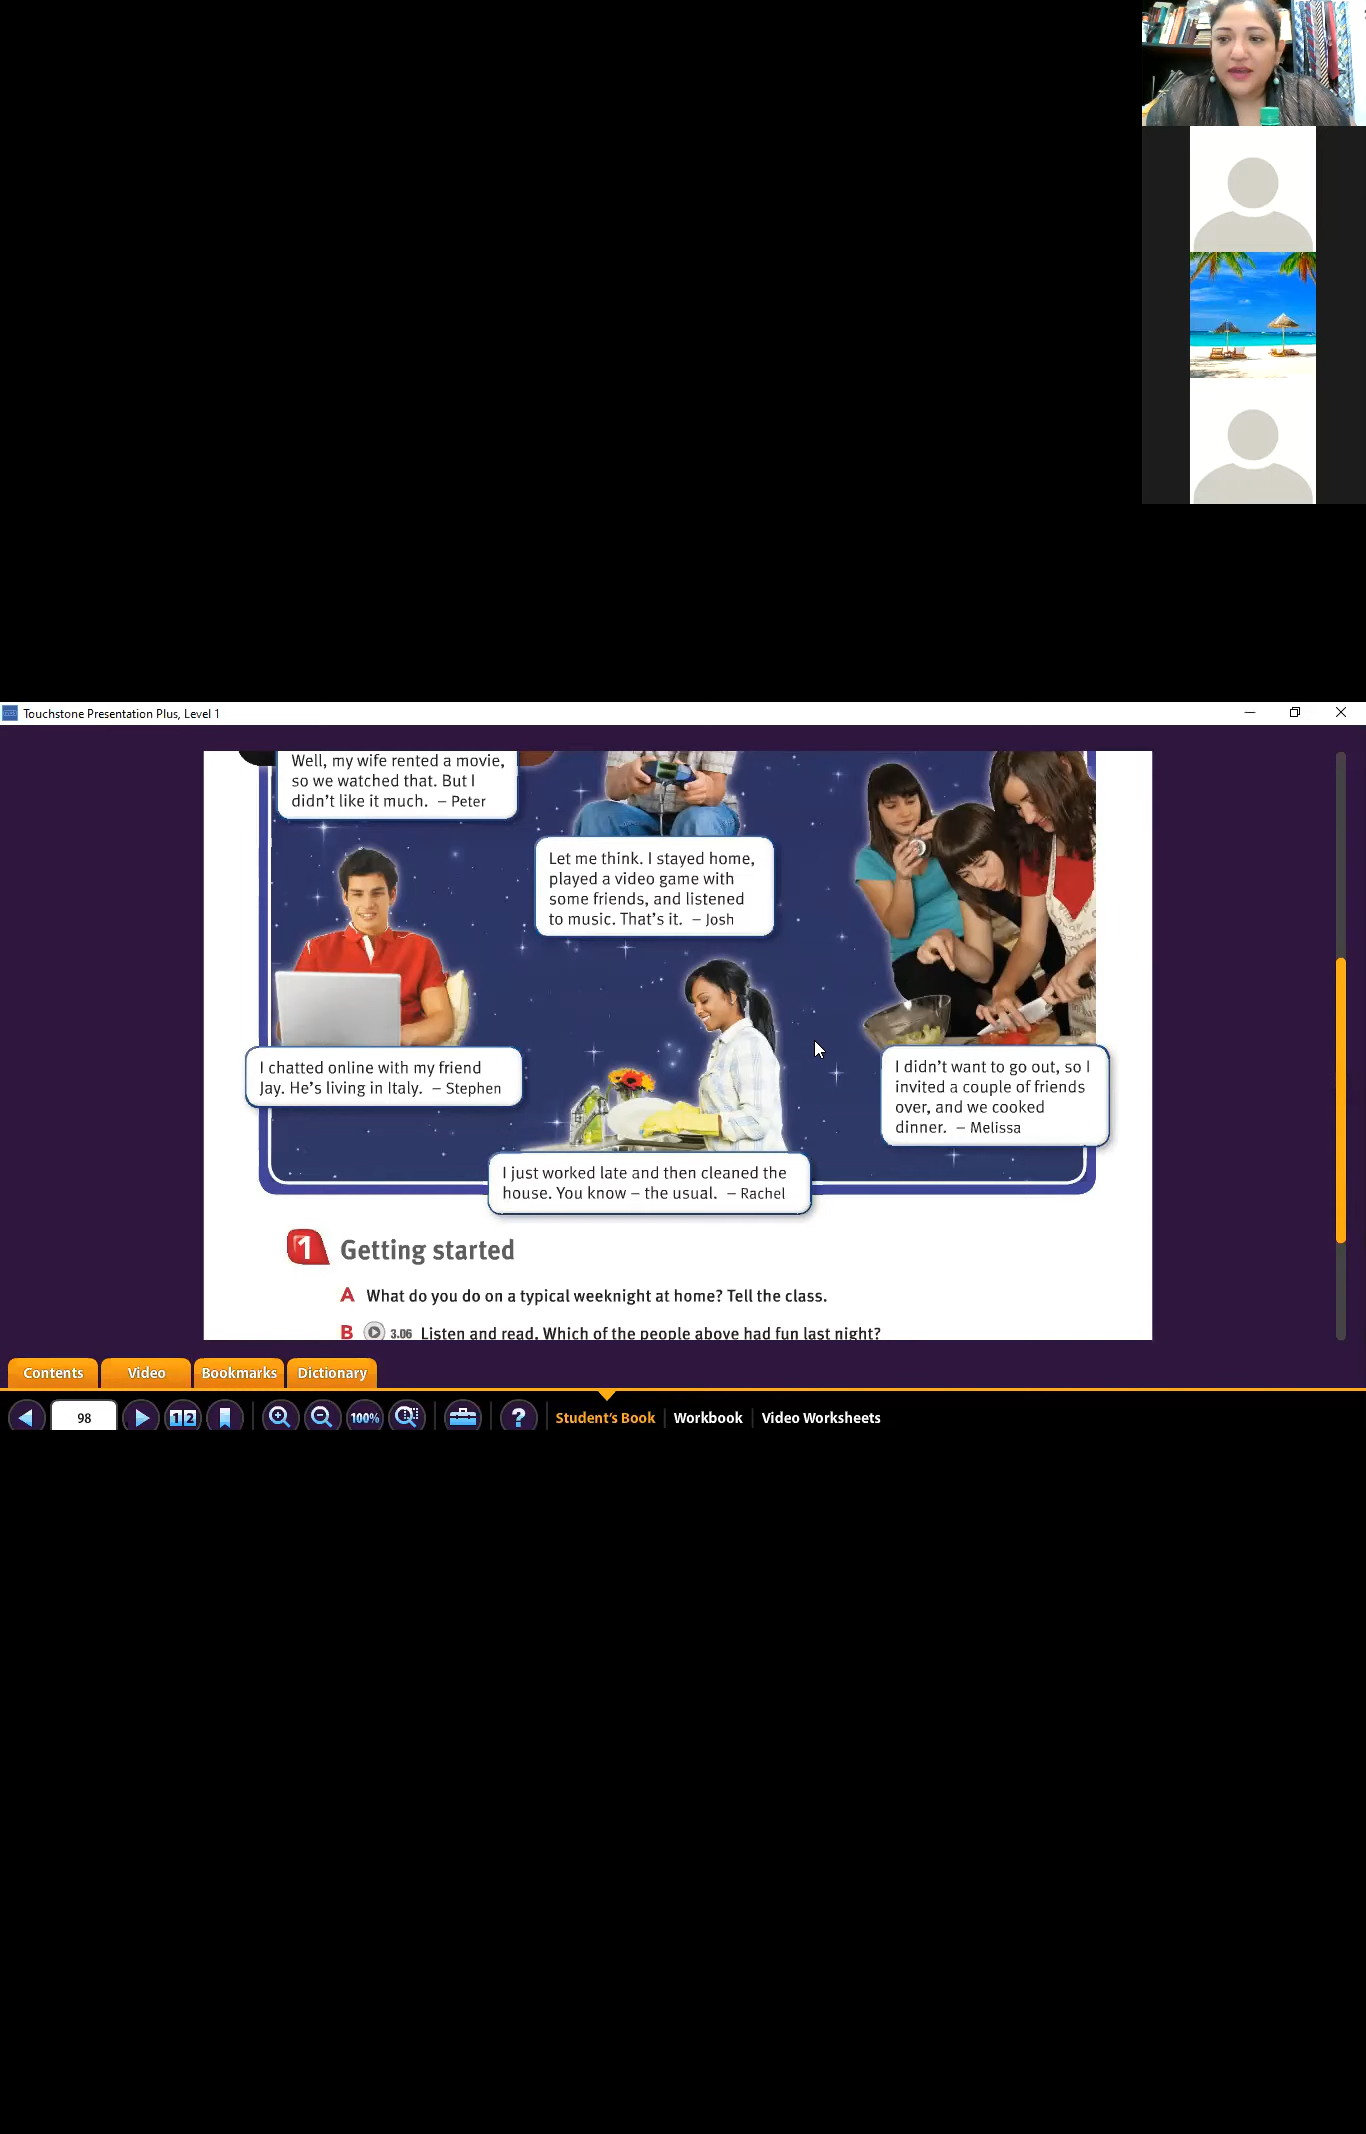 Touchstone Presentation Plus, Level 1
Well, my wife rented a movie,
so we watched that. But I
didn't like it much. – Peter
Let me think. I stayed home,
played a video game with
some friends, and listened
to music. That's it. – Josh
I chatted online with my friend
Jay. He's living in Italy. – Stephen
I didn't want to go out, so I
invited a couple of friends
over, and we cooked
dinner. – Melissa
I just worked late and then cleaned the
house. You know – the usual. – Rachel
1 Getting started
A What do you do on a typical weeknight at home? Tell the class.
B 3.06 Listen and read. Which of the people above had fun last night?
Contents Video Bookmarks Dictionary
98 1 2 100% ? Student's Book Workbook Video Worksheets